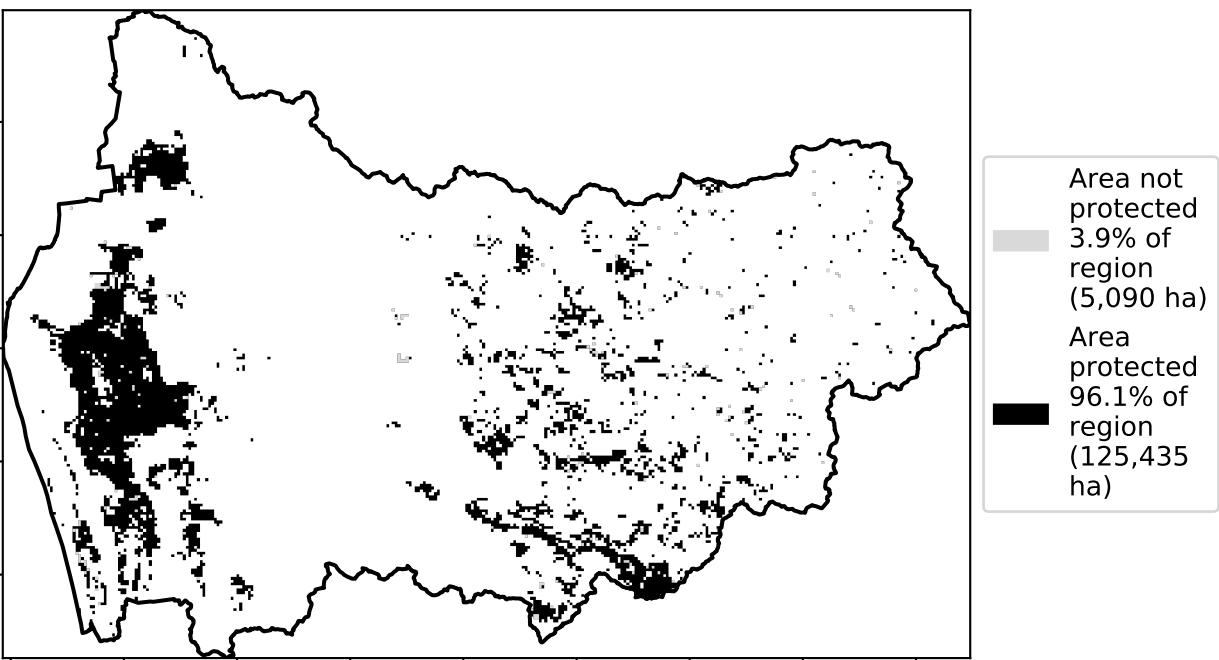 Area not
protected
3.9% of
region
(5,090 ha)
Area
protected
96.1% of
region
(125,435
ha)